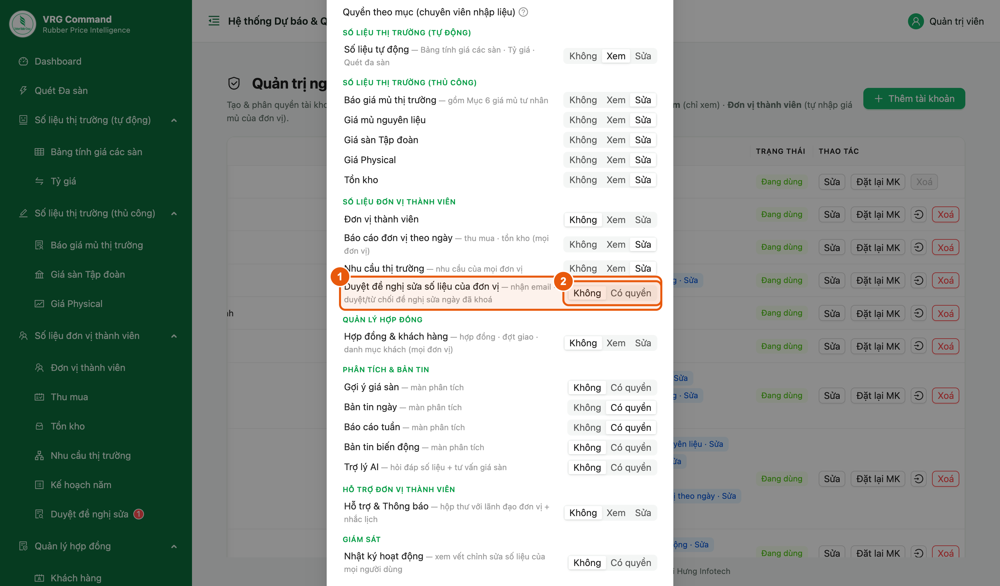 VRG Command
Rubber Price Intelligence
Dashboard
Quét Đa sàn
Số liệu thị trường (tự động)
Bảng tính giá các sàn
Tỷ giá
Số liệu thị trường (thủ công)
Báo giá mủ thị trường
Giá sàn Tập đoàn
Giá Physical
Số liệu đơn vị thành viên
Đơn vị thành viên
Thu mua
Tồn kho
Nhu cầu thị trường
Kế hoạch năm
Duyệt đề nghị sửa 1
Quản lý hợp đồng
Khách hàng
Hệ thống Dự báo & Q
Quản trị viên
Quản trị ng
Tạo & phân quyền tài kho
m (chỉ xem) · Đơn vị thành viên (tự nhập giá
mủ của đơn vị).
+ Thêm tài khoản
Quyền theo mục (chuyên viên nhập liệu) ?
SỐ LIỆU THỊ TRƯỜNG (TỰ ĐỘNG)
Số liệu tự động — Bảng tính giá các sàn · Tỷ giá ·
Quét đa sàn
Không Xem Sửa
SỐ LIỆU THỊ TRƯỜNG (THỦ CÔNG)
Báo giá mủ thị trường — gồm Mục 6 giá mủ tư nhân Không Xem Sửa
Giá mủ nguyên liệu Không Xem Sửa
Giá sàn Tập đoàn Không Xem Sửa
Giá Physical Không Xem Sửa
Tồn kho Không Xem Sửa
SỐ LIỆU ĐƠN VỊ THÀNH VIÊN
Đơn vị thành viên Không Xem Sửa
Báo cáo đơn vị theo ngày — thu mua · tồn kho (mọi
đơn vị)
Không Xem Sửa
Nhu cầu thị trường — nhu cầu của mọi đơn vị Không Xem Sửa
1
2
Duyệt đề nghị sửa số liệu của đơn vị — nhận email ·
duyệt/từ chối đề nghị sửa ngày đã khoá
Không Có quyền
QUẢN LÝ HỢP ĐỒNG
Hợp đồng & khách hàng — hợp đồng · đợt giao ·
danh mục khách (mọi đơn vị)
Không Xem Sửa
PHÂN TÍCH & BẢN TIN
Gợi ý giá sàn — màn phân tích Không Có quyền
Bản tin ngày — màn phân tích Không Có quyền
Báo cáo tuần — màn phân tích Không Có quyền
Bản tin biến động — màn phân tích Không Có quyền
Trợ lý AI — hỏi đáp số liệu + tư vấn giá sàn Không Có quyền
HỖ TRỢ ĐƠN VỊ THÀNH VIÊN
Hỗ trợ & Thông báo — hộp thư với lãnh đạo đơn vị +
nhắc lịch
Không Xem Sửa
GIÁM SÁT
Nhật ký hoạt động — xem vết chỉnh sửa số liệu của
mọi người dùng
Không Có quyền
TRẠNG THÁI THAO TÁC
Đang dùng Sửa Đặt lại MK Xoá
Đang dùng Sửa Đặt lại MK Xoá
Đang dùng Sửa Đặt lại MK Xoá
g · Sửa Đang dùng Sửa Đặt lại MK Xoá
nh Đang dùng Sửa Đặt lại MK Xoá
Đang dùng Sửa Đặt lại MK Xoá
Sửa
g · Sửa Đang dùng Sửa Đặt lại MK Xoá
yên liệu · Sửa
ửa
Đang dùng Sửa Đặt lại MK Xoá
ị theo ngày · Sửa
ộng · Sửa
Đang dùng Sửa Đặt lại MK Xoá
i Hưng Infotech